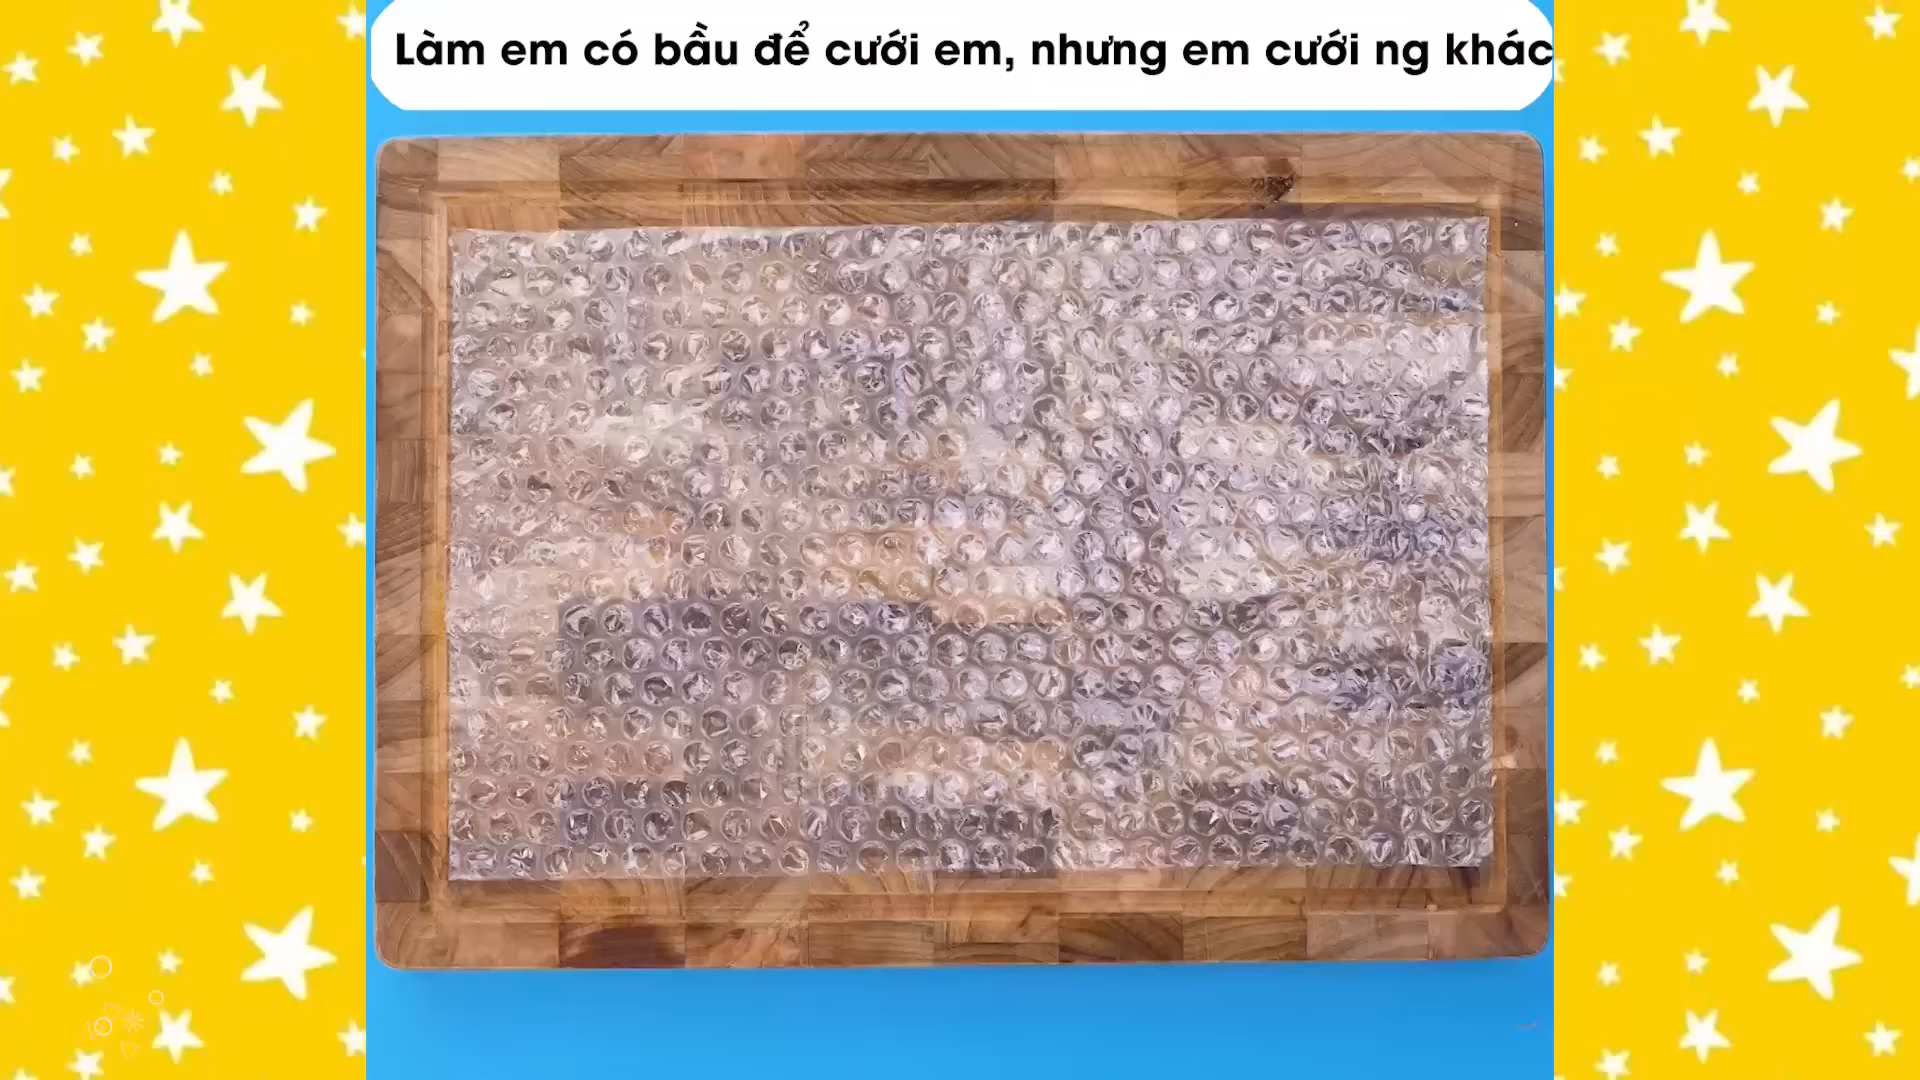 Làm em có bầu để cưới em, nhưng em cưới ng khác